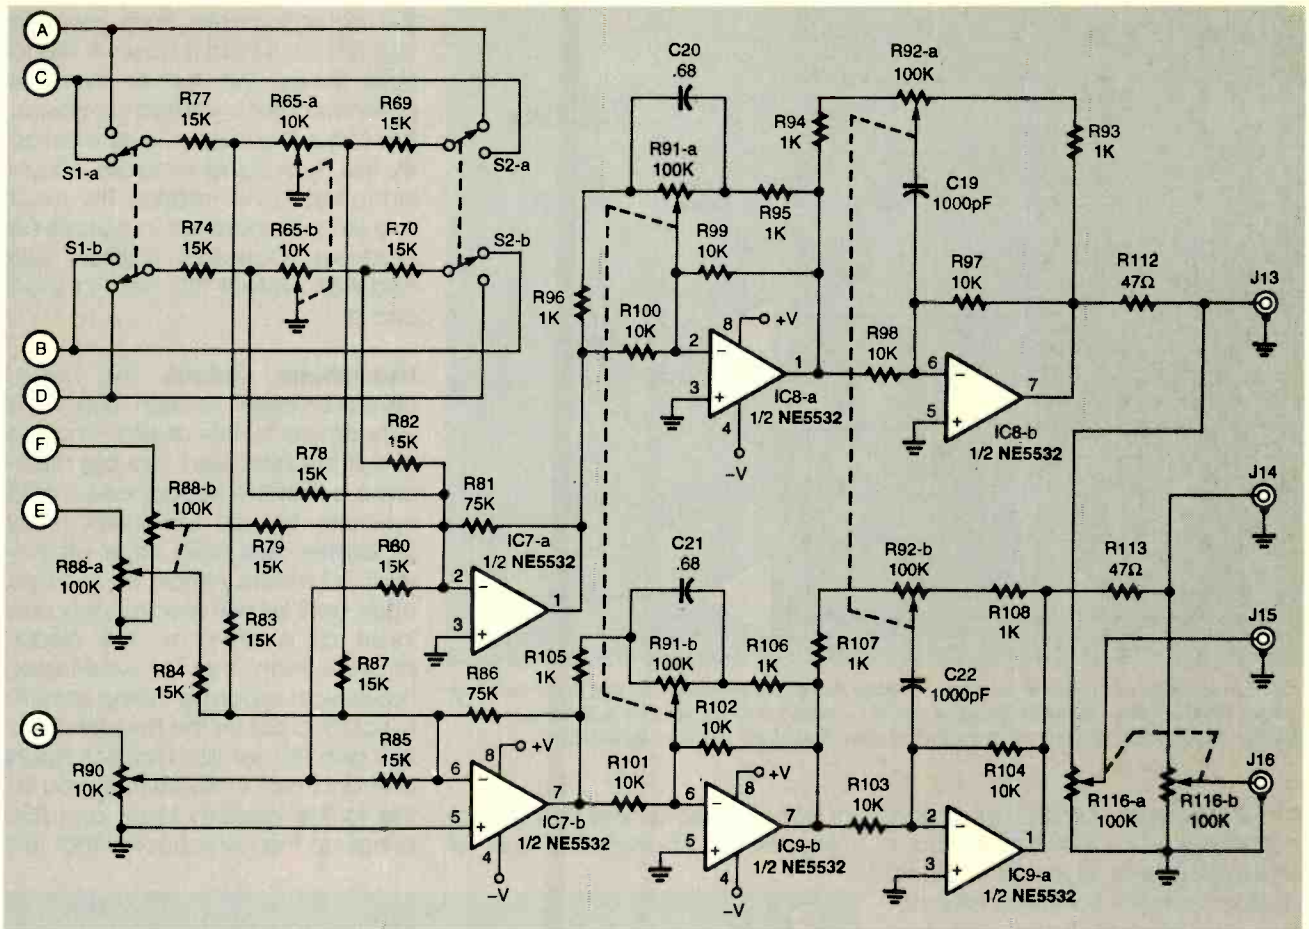 A
C
R77
15K
R65-a
10K
R69
15K
S1-a
S2-a
C20
.68
R92-a
100K
R94
1K
R93
1K
R91-a
100K
R95
1K
C19
1000pF
S1-b
R74
15K
R65-b
10K
R.70
15K
S2-b
R99
10K
R96
1K
R100
10K
R97
10K
R112
47Ω
J13
+V
8
2
−
3
+
1
4
−V
IC8-a
1/2 NE5532
R98
10K
6
−
5
+
7
IC8-b
1/2 NE5532
B
D
F
E
G
R82
15K
R78
15K
R81
75K
R88-b
100K
R79
15K
R80
15K
R88-a
100K
IC7-a
1/2 NE5532
2
−
3
+
1
R83
15K
R84
15K
R87
15K
R86
75K
R85
15K
R90
10K
+V
8
6
−
5
+
7
4
−V
IC7-b
1/2 NE5532
C21
.68
R105
1K
R91-b
100K
R106
1K
R107
1K
R102
10K
R101
10K
+V
8
6
−
5
+
7
4
−V
IC9-b
1/2 NE5532
R92-b
100K
R108
1K
R113
47Ω
J14
C22
1000pF
J15
R104
10K
R103
10K
2
−
3
+
1
IC9-a
1/2 NE5532
R116-a
100K
R116-b
100K
J16